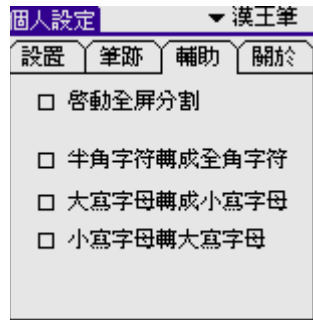 個人設定 ▼ 漢王筆
設置 筆跡 輔助 關於
啓動全屏分割
半角字符轉成全角字符
大寫字母轉成小寫字母
小寫字母轉大寫字母